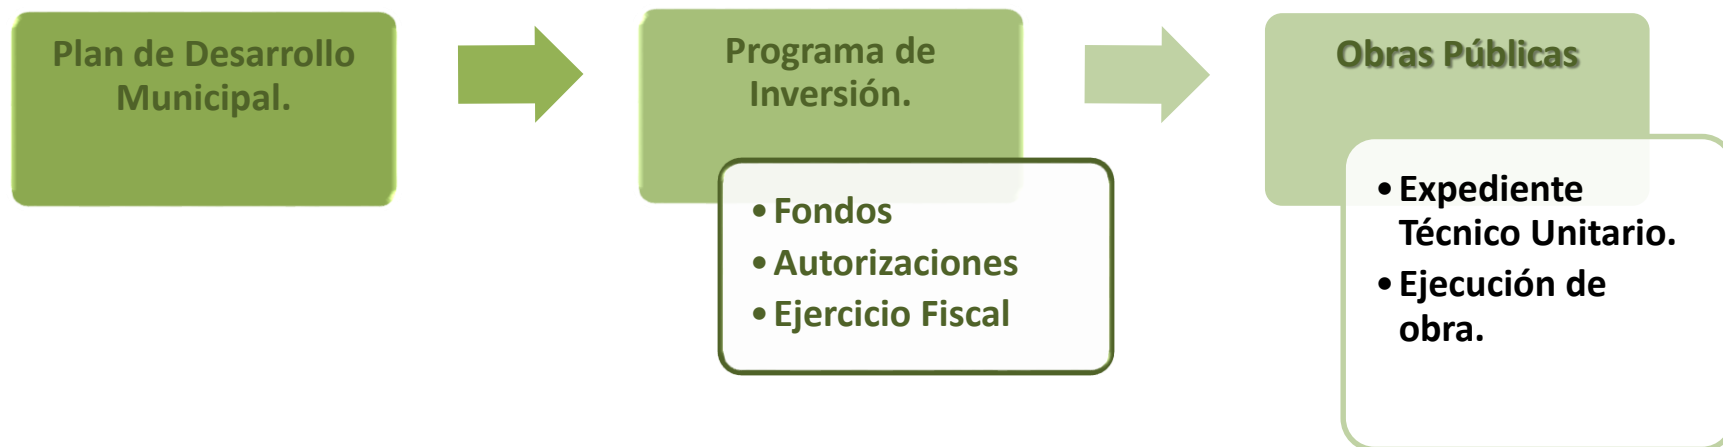 Plan de Desarrollo
Municipal.
Programa de
Inversión.
• Fondos
• Autorizaciones
• Ejercicio Fiscal
Obras Públicas
• Expediente
Técnico Unitario.
• Ejecución de
obra.